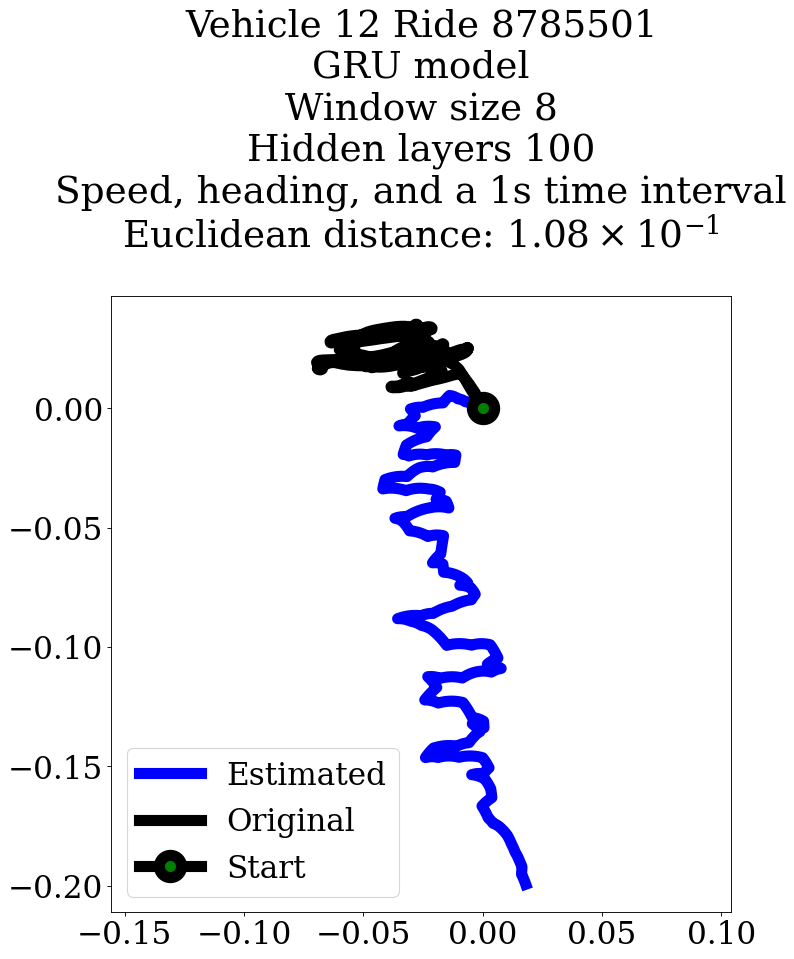 Vehicle 12 Ride 8785501
GRU model
Window size 8
Hidden layers 100
Speed, heading, and a 1s time interval
Euclidean distance: 1.08 × 10⁻¹
0.00
−0.05
−0.10
−0.15
−0.20
Estimated
Original
Start
−0.15 −0.10 −0.05 0.00 0.05 0.10